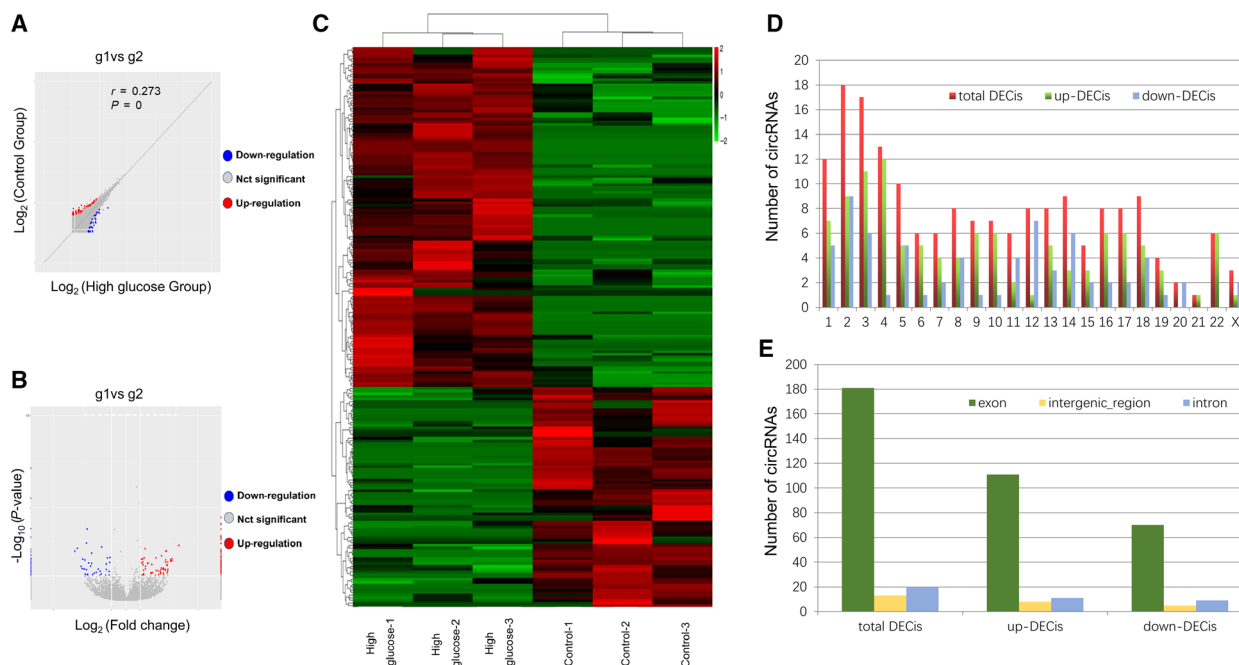 A
g1vs g2
r = 0.273
P = 0
Log2 (Control Group)
Log2 (High glucose Group)
Down-regulation
Nct significant
Up-regulation
B
g1vs g2
-Log10 (P-value)
Log2 (Fold change)
Down-regulation
Nct significant
Up-regulation
C
2
1
0
−1
−2
High glucose-1
High glucose-2
High glucose-3
Control-1
Control-2
Control-3
D
Number of circRNAs
total DECis up-DECis down-DECis
20
18
16
14
12
10
8
6
4
2
0
1 2 3 4 5 6 7 8 9 10 11 12 13 14 15 16 17 18 19 20 21 22 X
E
Number of circRNAs
exon intergenic_region intron
200
180
160
140
120
100
80
60
40
20
0
total DECis up-DECis down-DECis